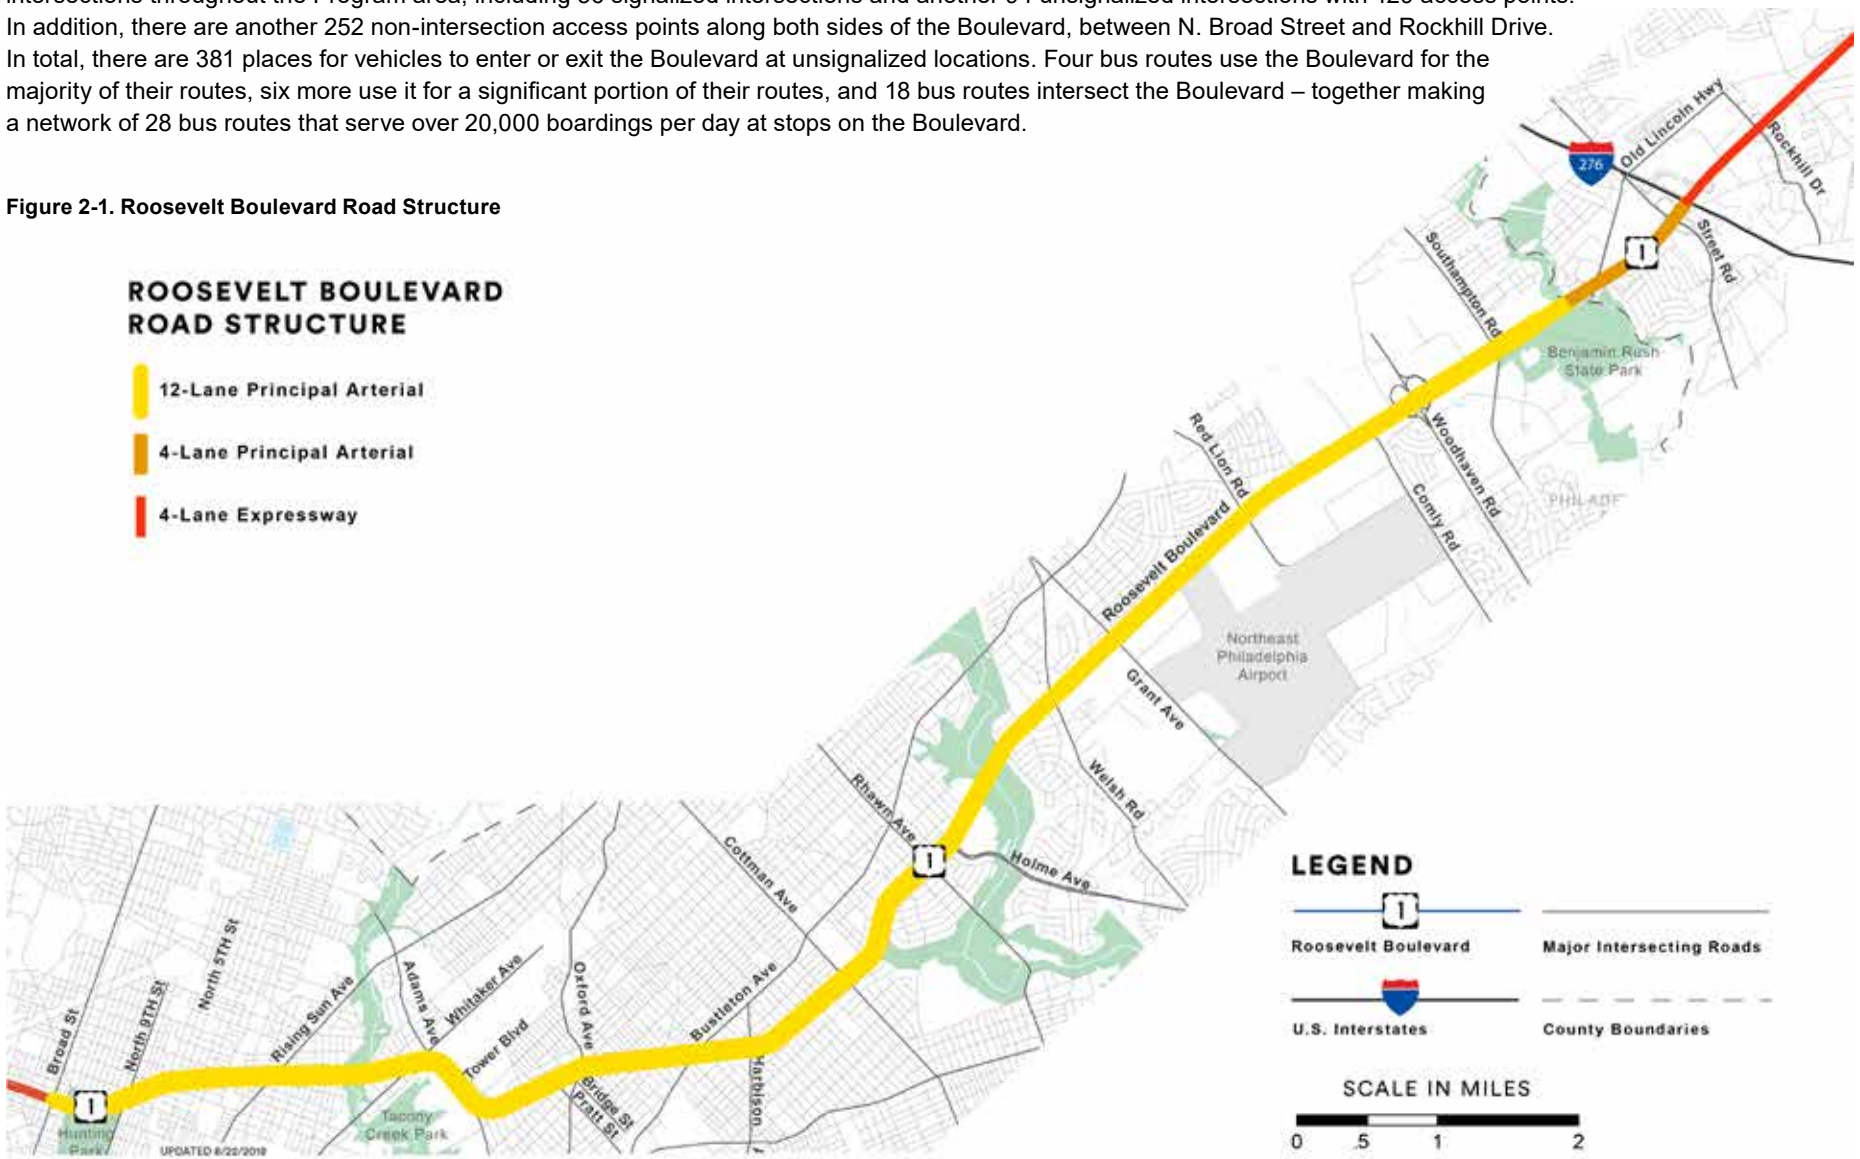 In addition, there are another 252 non-intersection access points along both sides of the Boulevard, between N. Broad Street and Rockhill Drive.
In total, there are 381 places for vehicles to enter or exit the Boulevard at unsignalized locations. Four bus routes use the Boulevard for the
majority of their routes, six more use it for a significant portion of their routes, and 18 bus routes intersect the Boulevard – together making
a network of 28 bus routes that serve over 20,000 boardings per day at stops on the Boulevard.
Figure 2-1. Roosevelt Boulevard Road Structure
ROOSEVELT BOULEVARD
ROAD STRUCTURE
12-Lane Principal Arterial
4-Lane Principal Arterial
4-Lane Expressway
Old Lincoln Hwy
Rockhill Dr
276
Street Rd
1
Southampton Rd
Benjamin Rush
State Park
Woodhaven Rd
Comly Rd
Red Lion Rd
Roosevelt Boulevard
Northeast
Philadelphia
Airport
Grant Ave
Welsh Rd
Rhawn Ave
1
Holme Ave
Cottman Ave
Bustleton Ave
Harbison
Oxford Ave
Bridge St
Pratt St
Tower Blvd
Whitaker Ave
Adams Ave
Rising Sun Ave
North 5TH St
North 9TH St
Broad St
1
Hunting
Park
Tacony
Creek Park
UPDATED 8/22/2018
LEGEND
1
Roosevelt Boulevard
Major Intersecting Roads
U.S. Interstates
County Boundaries
SCALE IN MILES
0 .5 1 2